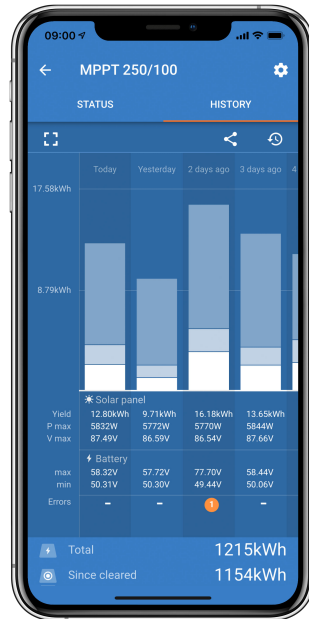 09:00
MPPT 250/100
STATUS HISTORY
Today Yesterday 2 days ago 3 days ago 4
17.58kWh
8.79kWh
Solar panel
Yield 12.80kWh 9.71kWh 16.18kWh 13.65kWh
P max 5832W 5772W 5770W 5844W
V max 87.49V 86.59V 86.54V 87.66V
Battery
max 58.32V 57.72V 77.70V 58.44V
min 50.31V 50.30V 49.44V 50.06V
Errors – – 1 –
Total 1215kWh
Since cleared 1154kWh